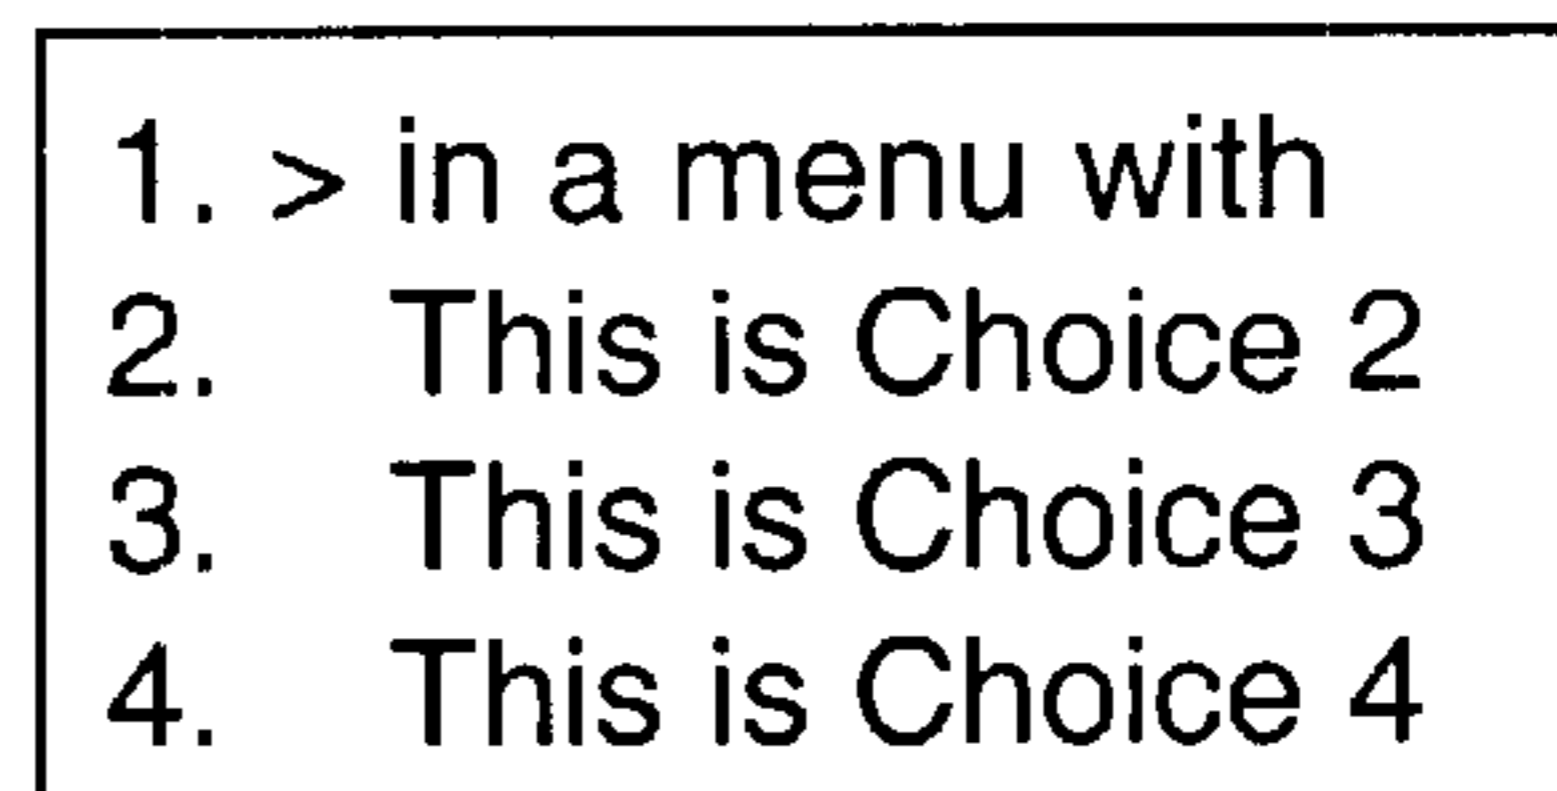 1. > in a menu with
2. This is Choice 2
3. This is Choice 3
4. This is Choice 4